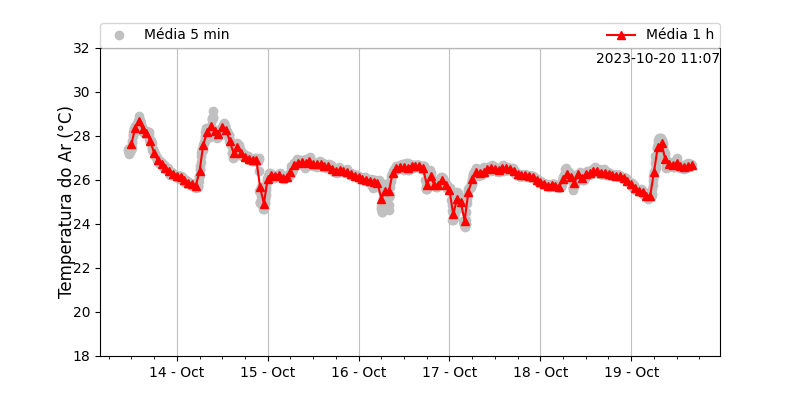 Média 5 min
Média 1 h
2023-10-20 11:07
Temperatura do Ar (°C)
32
30
28
26
24
22
20
18
14 - Oct
15 - Oct
16 - Oct
17 - Oct
18 - Oct
19 - Oct